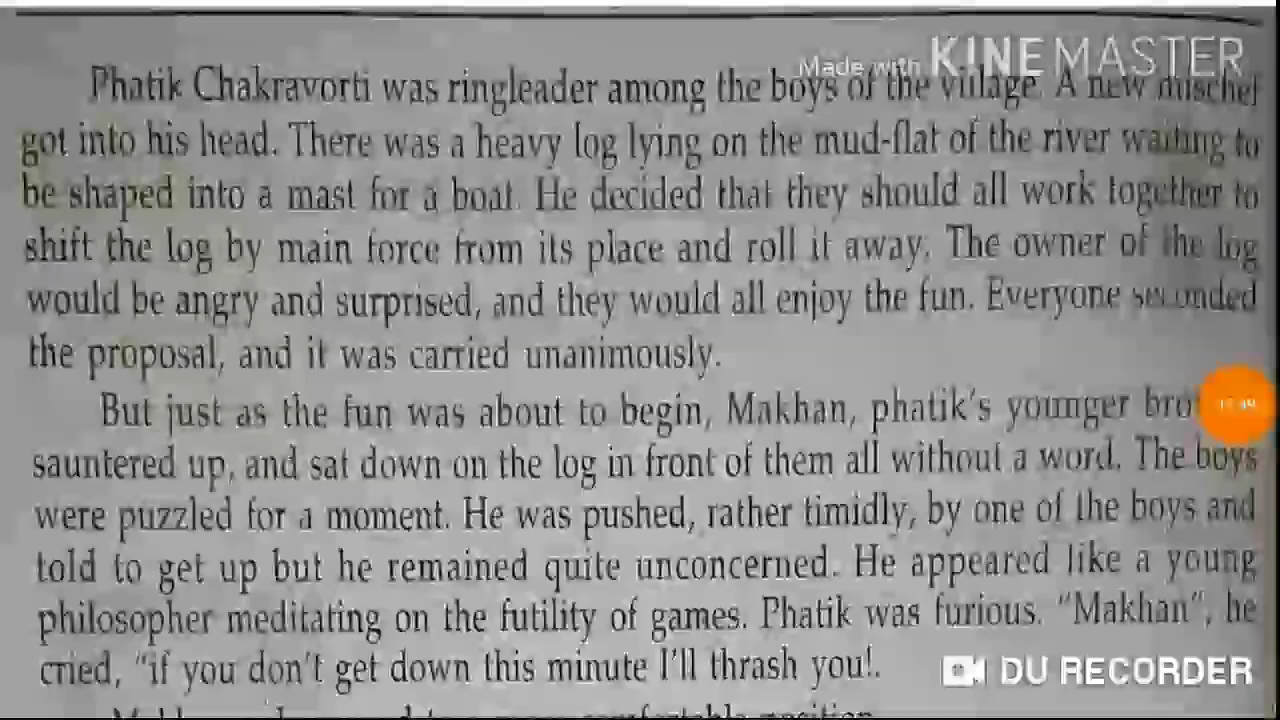 Made with KINEMASTER
Phatik Chakravorti was ringleader among the boys of the village. A new mischef
got into his head. There was a heavy log lying on the mud-flat of the river waiting to
be shaped into a mast for a boat. He decided that they should all work together to
shift the log by main force from its place and roll it away. The owner of the log
would be angry and surprised, and they would all enjoy the fun. Everyone seconded
the proposal, and it was carried unanimously.
But just as the fun was about to begin, Makhan, phatik's younger bro
sauntered up, and sat down on the log in front of them all without a word. The boys
were puzzled for a moment. He was pushed, rather timidly, by one of the boys and
told to get up but he remained quite unconcerned. He appeared like a young
philosopher meditating on the futility of games. Phatik was furious. "Makhan", he
cried, "if you don't get down this minute I'll thrash you!.
DU RECORDER
more comfortable position